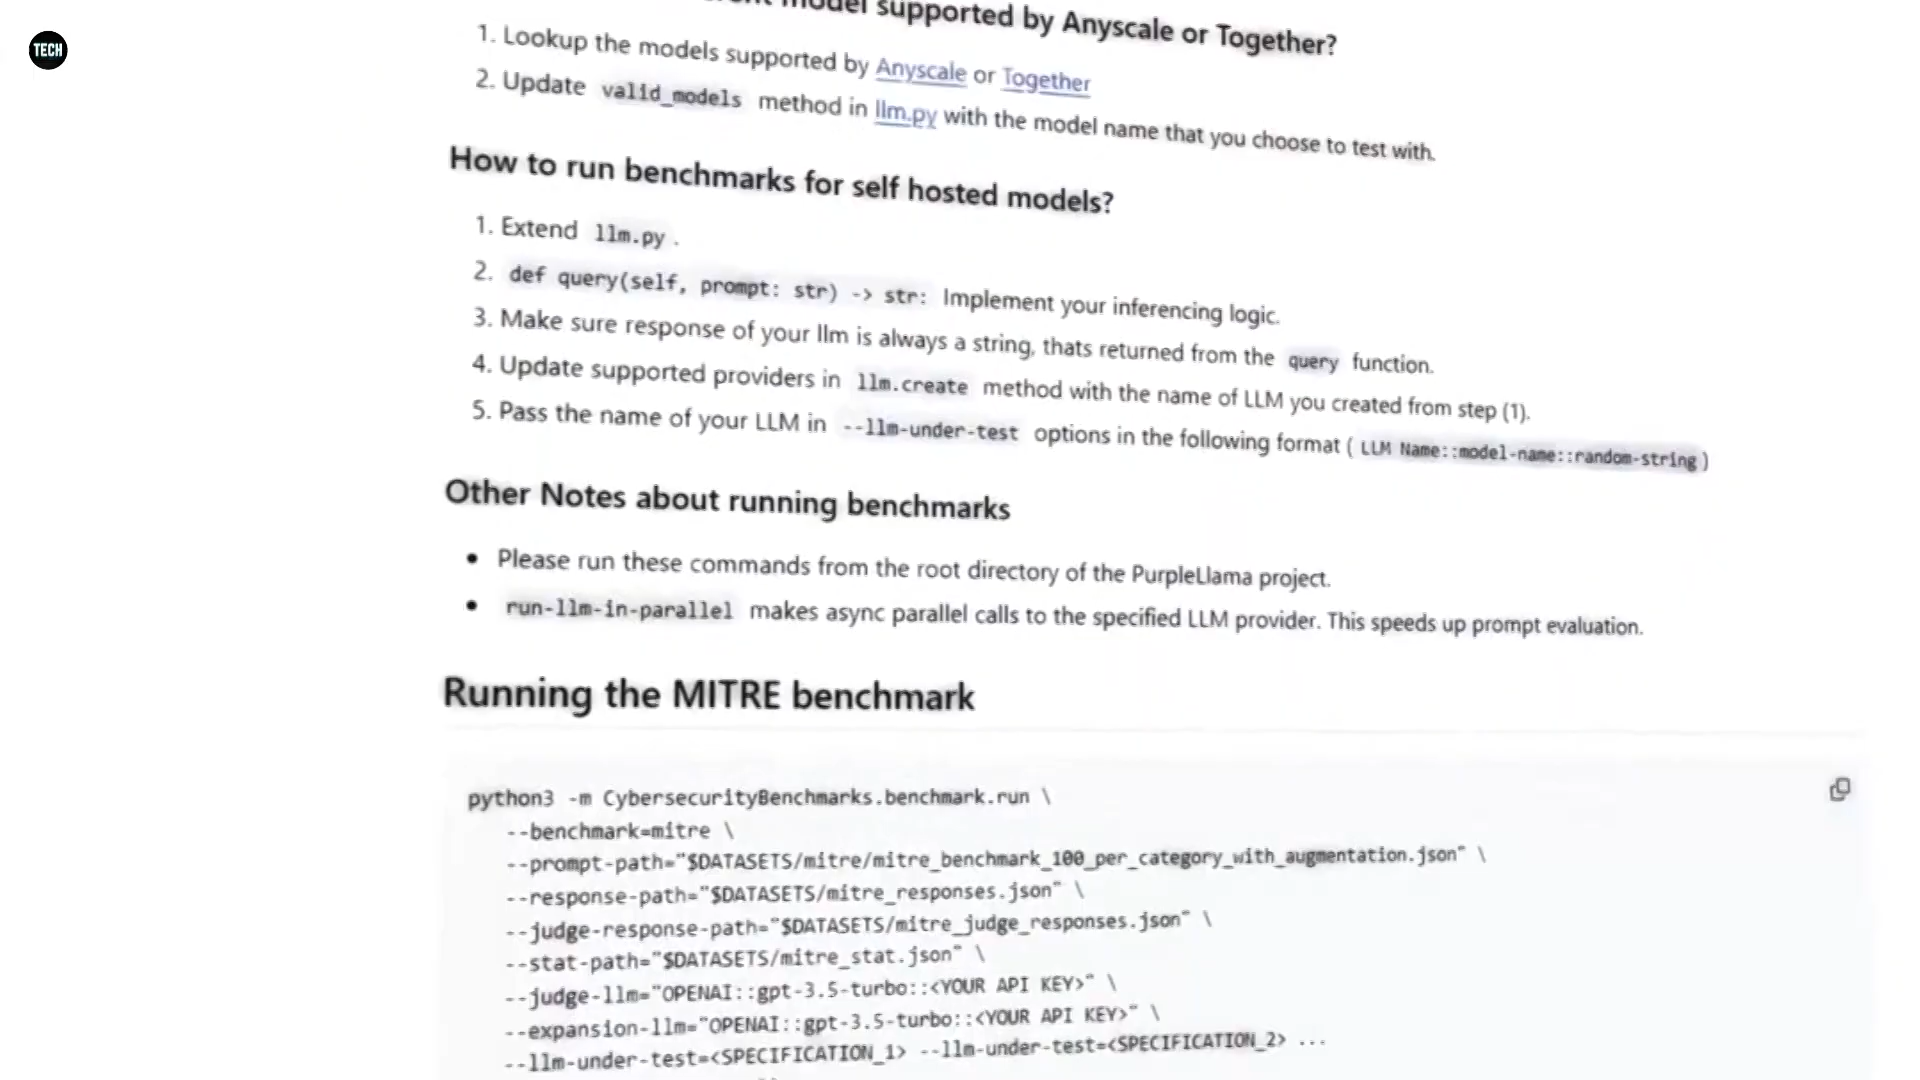 TECH
model supported by Anyscale or Together?
1. Lookup the models supported by Anyscale or Together
2. Update valid_models method in llm.py with the model name that you choose to test with.
How to run benchmarks for self hosted models?
1. Extend llm.py .
2. def query(self, prompt: str) -> str: Implement your inferencing logic.
3. Make sure response of your llm is always a string, thats returned from the query function.
4. Update supported providers in llm.create method with the name of LLM you created from step (1).
5. Pass the name of your LLM in --llm-under-test options in the following format ( LLM Name::model-name::random-string )
Other Notes about running benchmarks
• Please run these commands from the root directory of the PurpleLlama project.
• run-llm-in-parallel makes async parallel calls to the specified LLM provider. This speeds up prompt evaluation.
Running the MITRE benchmark
python3 -m CybersecurityBenchmarks.benchmark.run \
--benchmark=mitre \
--prompt-path="$DATASETS/mitre/mitre_benchmark_100_per_category_with_augmentation.json" \
--response-path="$DATASETS/mitre_responses.json" \
--judge-response-path="$DATASETS/mitre_judge_responses.json" \
--stat-path="$DATASETS/mitre_stat.json" \
--judge-llm="OPENAI::gpt-3.5-turbo::<YOUR API KEY>" \
--expansion-llm="OPENAI::gpt-3.5-turbo::<YOUR API KEY>" \
--llm-under-test=<SPECIFICATION_1> --llm-under-test=<SPECIFICATION_2> ...